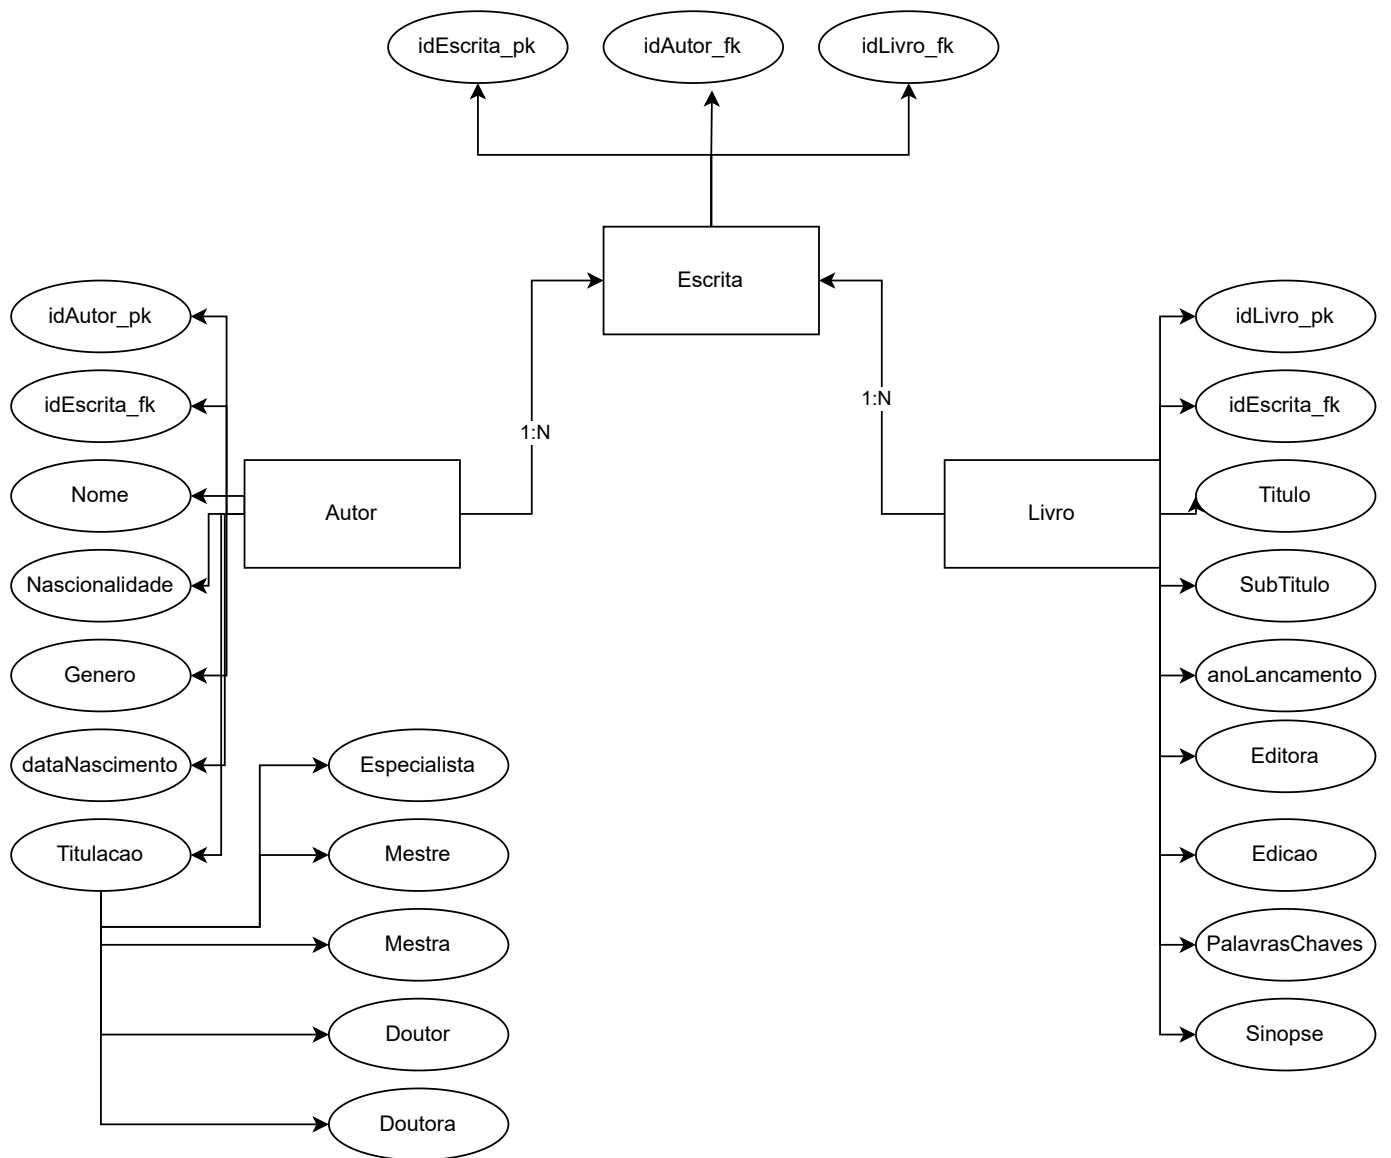 idEscrita_pk
idAutor_fk
idLivro_fk
Escrita
idAutor_pk
idEscrita_fk
Nome
Nascionalidade
Genero
dataNascimento
Titulacao
1:N
Autor
Especialista
Mestre
Mestra
Doutor
Doutora
1:N
Livro
idLivro_pk
idEscrita_fk
Titulo
SubTitulo
anoLancamento
Editora
Edicao
PalavrasChaves
Sinopse